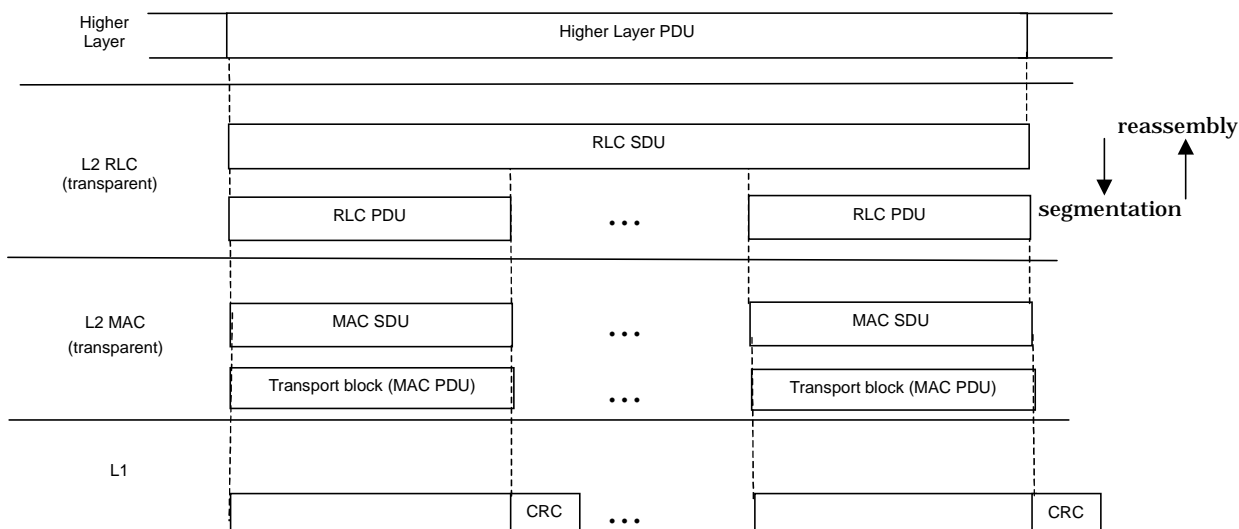 Higher
Layer
Higher Layer PDU
RLC SDU
reassembly
L2 RLC
(transparent)
RLC PDU
...
RLC PDU
segmentation
L2 MAC
(transparent)
MAC SDU
...
MAC SDU
Transport block (MAC PDU)
...
Transport block (MAC PDU)
L1
CRC
...
CRC